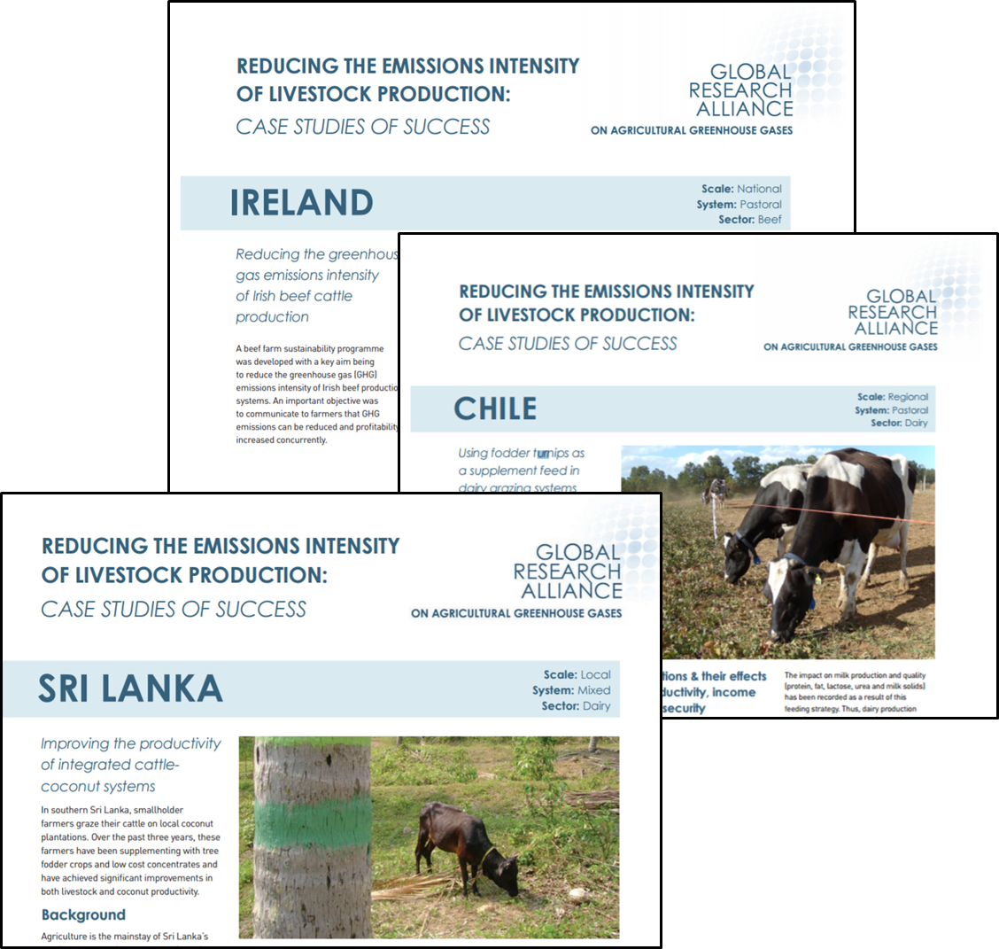 REDUCING THE EMISSIONS INTENSITY
OF LIVESTOCK PRODUCTION:
CASE STUDIES OF SUCCESS
GLOBAL
RESEARCH
ALLIANCE
ON AGRICULTURAL GREENHOUSE GASES
IRELAND
Scale: National
System: Pastoral
Sector: Beef
Reducing the greenhous
gas emissions intensity
of Irish beef cattle
production
A beef farm sustainability programme
was developed with a key aim being
to reduce the greenhouse gas (GHG)
emissions intensity of Irish beef productio
systems. An important objective was
to communicate to farmers that GHG
emissions can be reduced and profitability
increased concurrently.
REDUCING THE EMISSIONS INTENSITY
OF LIVESTOCK PRODUCTION:
CASE STUDIES OF SUCCESS
GLOBAL
RESEARCH
ALLIANCE
ON AGRICULTURAL GREENHOUSE GASES
CHILE
Scale: Regional
System: Pastoral
Sector: Dairy
Using fodder turnips as
a supplement feed in
dairy grazing systems
tions & their effects
ductivity, income
security
The impact on milk production and quality
(protein, fat, lactose, urea and milk solids)
has been recorded as a result of this
feeding strategy. Thus, dairy production
REDUCING THE EMISSIONS INTENSITY
OF LIVESTOCK PRODUCTION:
CASE STUDIES OF SUCCESS
GLOBAL
RESEARCH
ALLIANCE
ON AGRICULTURAL GREENHOUSE GASES
SRI LANKA
Scale: Local
System: Mixed
Sector: Dairy
Improving the productivity
of integrated cattle-
coconut systems
In southern Sri Lanka, smallholder
farmers graze their cattle on local coconut
plantations. Over the past three years, these
farmers have been supplementing with tree
fodder crops and low cost concentrates and
have achieved significant improvements in
both livestock and coconut productivity.
Background
Agriculture is the mainstay of Sri Lanka's